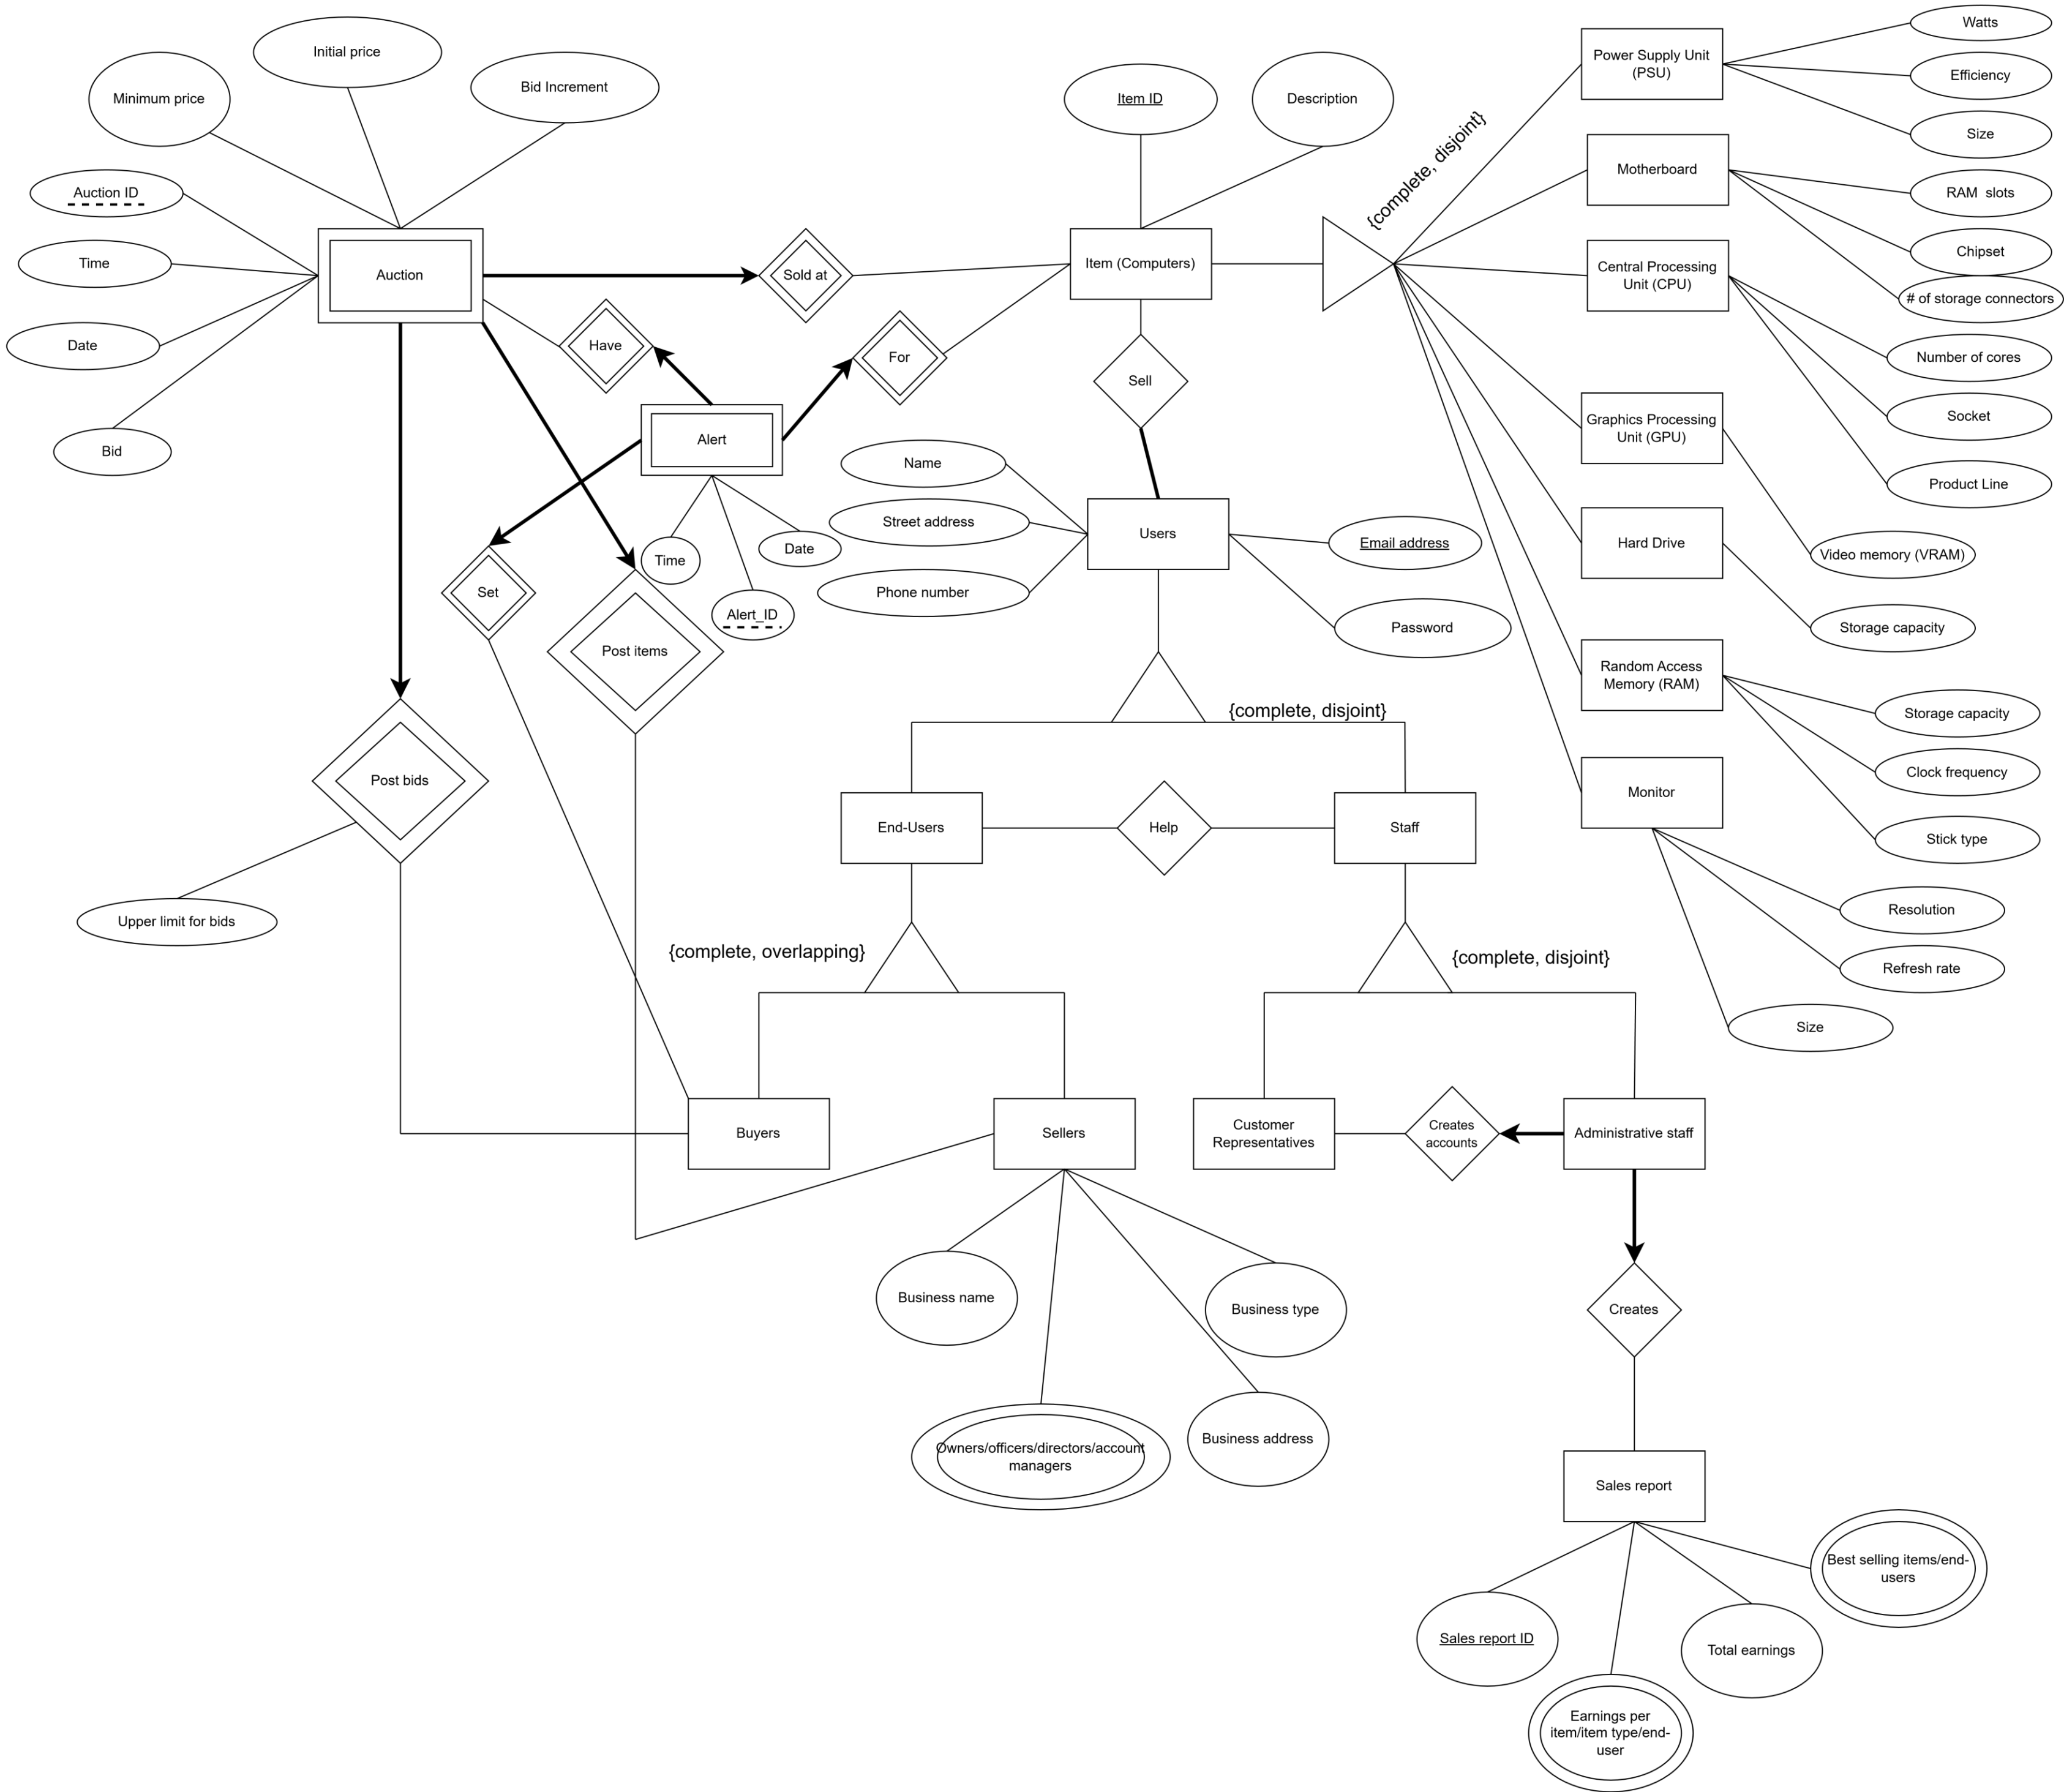 Watts
Initial price
Power Supply Unit
(PSU)
Efficiency
Bid Increment
Minimum price
Item ID
Description
Size
{complete, disjoint}
Motherboard
RAM  slots
Auction ID
Chipset
Time
Auction
Sold at
Item (Computers)
Central Processing
Unit (CPU)
# of storage connectors
Date
Have
For
Number of cores
Sell
Bid
Alert
Graphics Processing
Unit (GPU)
Socket
Name
Product Line
Street address
Users
Email address
Time
Date
Hard Drive
Video memory (VRAM)
Set
Phone number
Alert_ID
Password
Storage capacity
Post items
Random Access
Memory (RAM)
{complete, disjoint}
Storage capacity
Post bids
Clock frequency
Monitor
End-Users
Help
Staff
Stick type
Upper limit for bids
Resolution
{complete, overlapping}
{complete, disjoint}
Refresh rate
Size
Buyers
Sellers
Customer
Representatives
Creates
accounts
Administrative staff
Business name
Business type
Creates
Owners/officers/directors/account
managers
Business address
Sales report
Best selling items/end-
users
Sales report ID
Total earnings
Earnings per
item/item type/end-
user